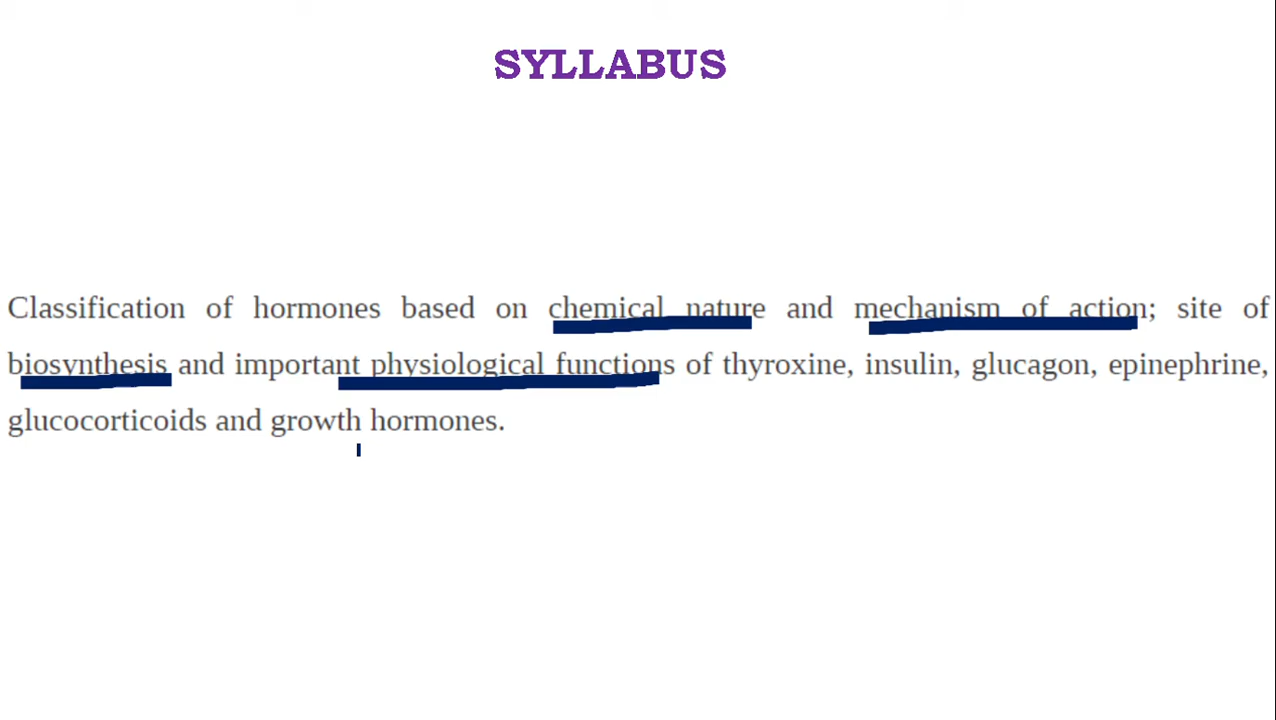 SYLLABUS
Classification of hormones based on chemical nature and mechanism of action; site of
biosynthesis and important physiological functions of thyroxine, insulin, glucagon, epinephrine,
glucocorticoids and growth hormones.